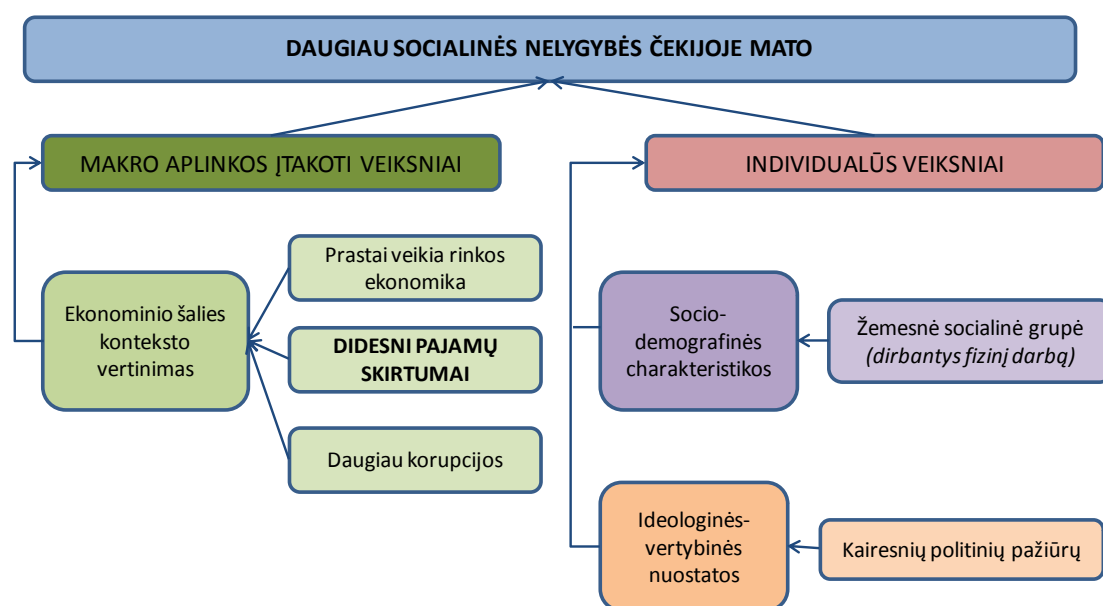 DAUGIAU SOCIALINĖS NELYGYBĖS ČEKIJOJE MATO
MAKRO APLINKOS ĮTAKOTI VEIKSNIAI
INDIVIDUALŪS VEIKSNIAI
Ekonominio šalies
konteksto
vertinimas
Prastai veikia rinkos
ekonomika
DIDESNI PAJAMŲ
SKIRTUMAI
Daugiau korupcijos
Socio-
demografinės
charakteristikos
Žemesnė socialinė grupė
(dirbantys fizinį darbą)
Ideologinės-
vertybinės
nuostatos
Kairesnių politinių pažiūrų